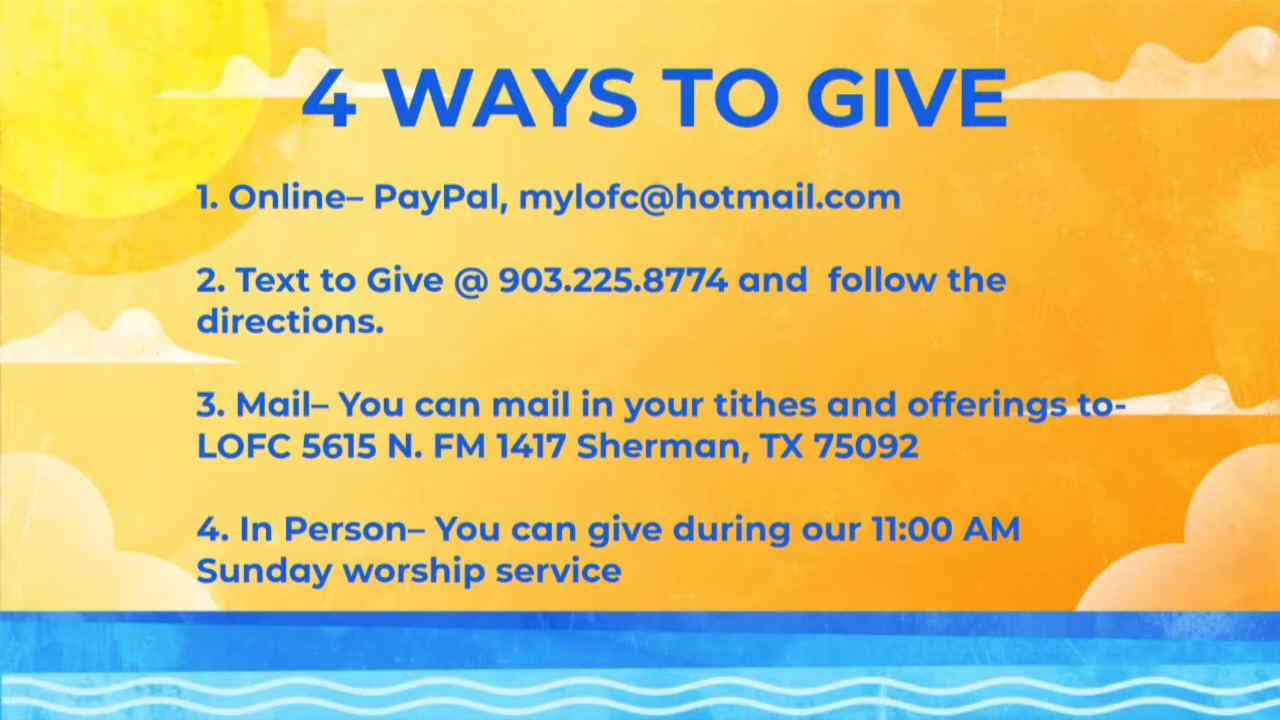 4 WAYS TO GIVE
1. Online– PayPal, mylofc@hotmail.com
2. Text to Give @ 903.225.8774 and  follow the
directions.
3. Mail– You can mail in your tithes and offerings to-
LOFC 5615 N. FM 1417 Sherman, TX 75092
4. In Person– You can give during our 11:00 AM
Sunday worship service